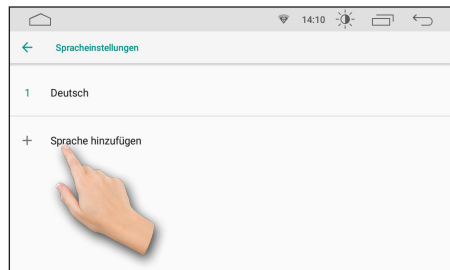 14:10
Spracheinstellungen
1 Deutsch
+ Sprache hinzufügen